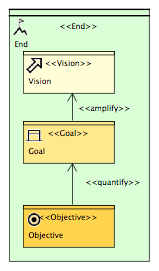 <<End>>
End
<<Vision>>
Vision
<<amplify>>
<<Goal>>
Goal
<<quantify>>
<<Objective>>
Objective